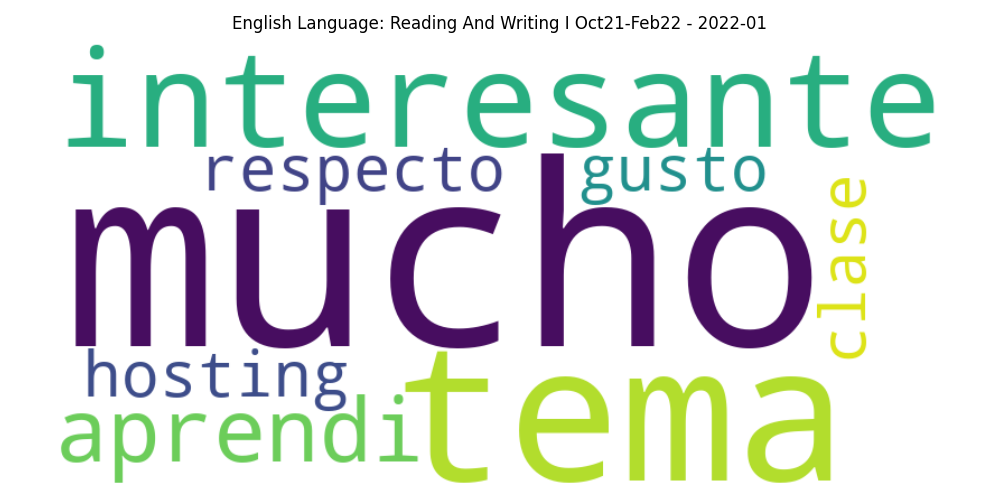 English Language: Reading And Writing I Oct21-Feb22 - 2022-01
interesante
respecto gusto
mucho
clase
hosting
tema
aprendi